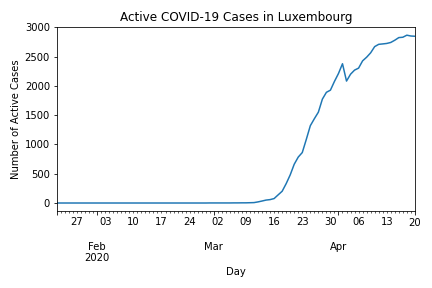 Active COVID-19 Cases in Luxembourg
Number of Active Cases
3000
2500
2000
1500
1000
500
0
27 03 10 17 24 02 09 16 23 30 06 13 20
Feb Mar Apr
2020
Day